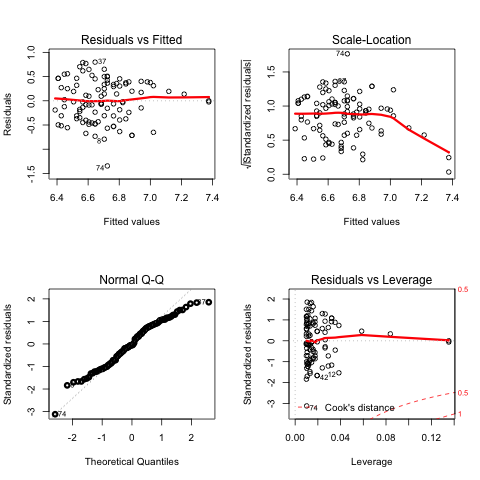 Residuals vs Fitted
Residuals
1.0
0.5
0.0
-0.5
-1.5
37
8
74
6.4 6.6 6.8 7.0 7.2 7.4
Fitted values
Scale-Location
√|Standardized residuals|
1.5
1.0
0.5
0.0
74
6.4 6.6 6.8 7.0 7.2 7.4
Fitted values
Normal Q-Q
Standardized residuals
2
1
0
-1
-2
-3
74
-2 -1 0 1 2
Theoretical Quantiles
Residuals vs Leverage
Standardized residuals
2
1
0
-1
-2
-3
0.5
0.5
1
42
12
74
Cook's distance
0.00 0.04 0.08 0.12
Leverage